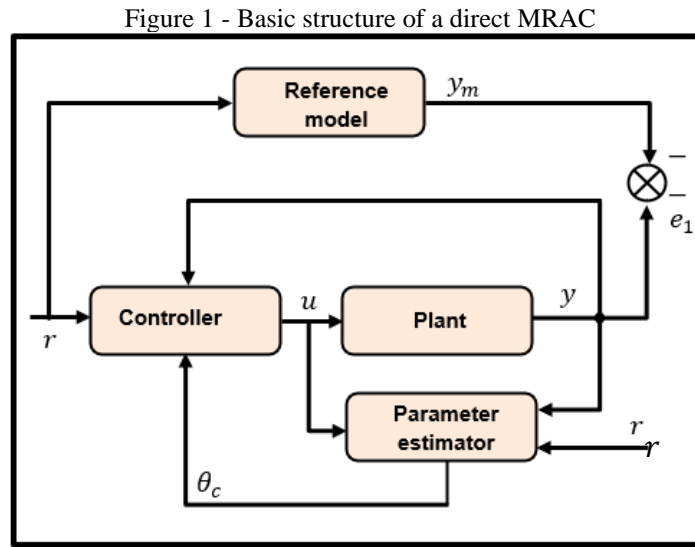 Figure 1 - Basic structure of a direct MRAC
Reference
model
y_m
−
−
e_1
u
y
Controller
Plant
r
Parameter
estimator
r
r
θ_c